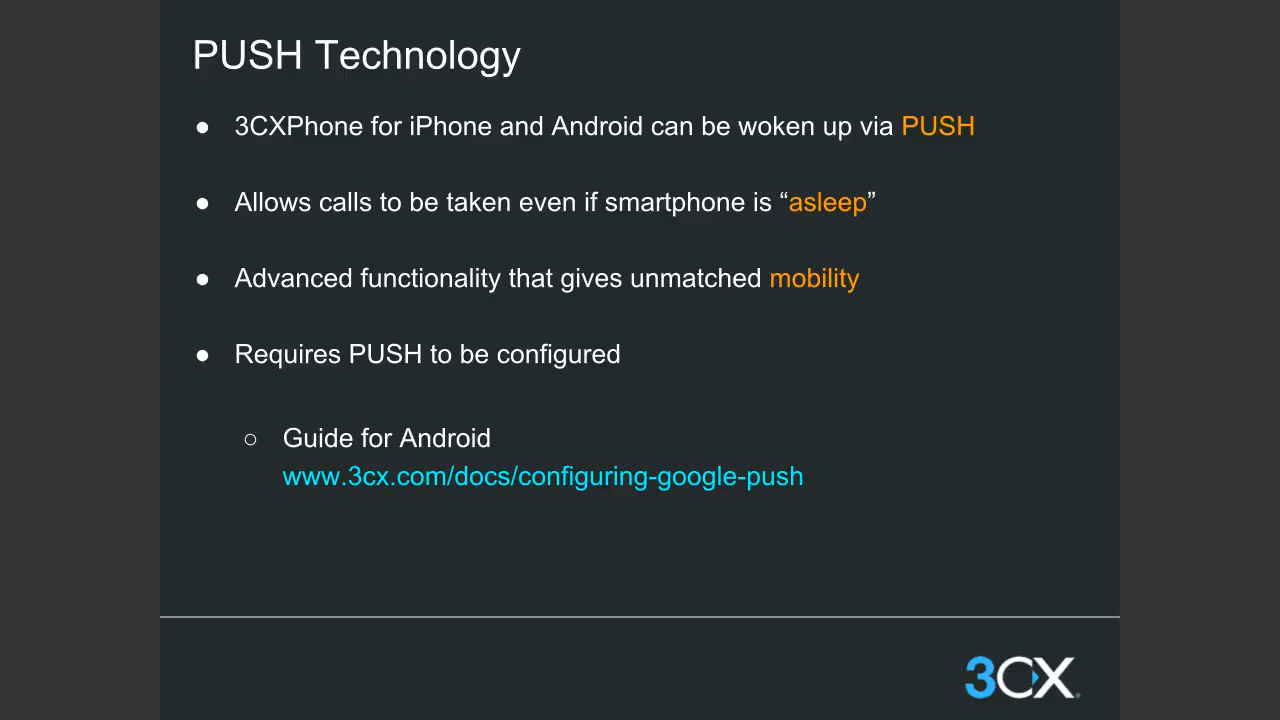 PUSH Technology
● 3CXPhone for iPhone and Android can be woken up via PUSH
● Allows calls to be taken even if smartphone is “asleep”
● Advanced functionality that gives unmatched mobility
● Requires PUSH to be configured
○ Guide for Android
www.3cx.com/docs/configuring-google-push
3CX